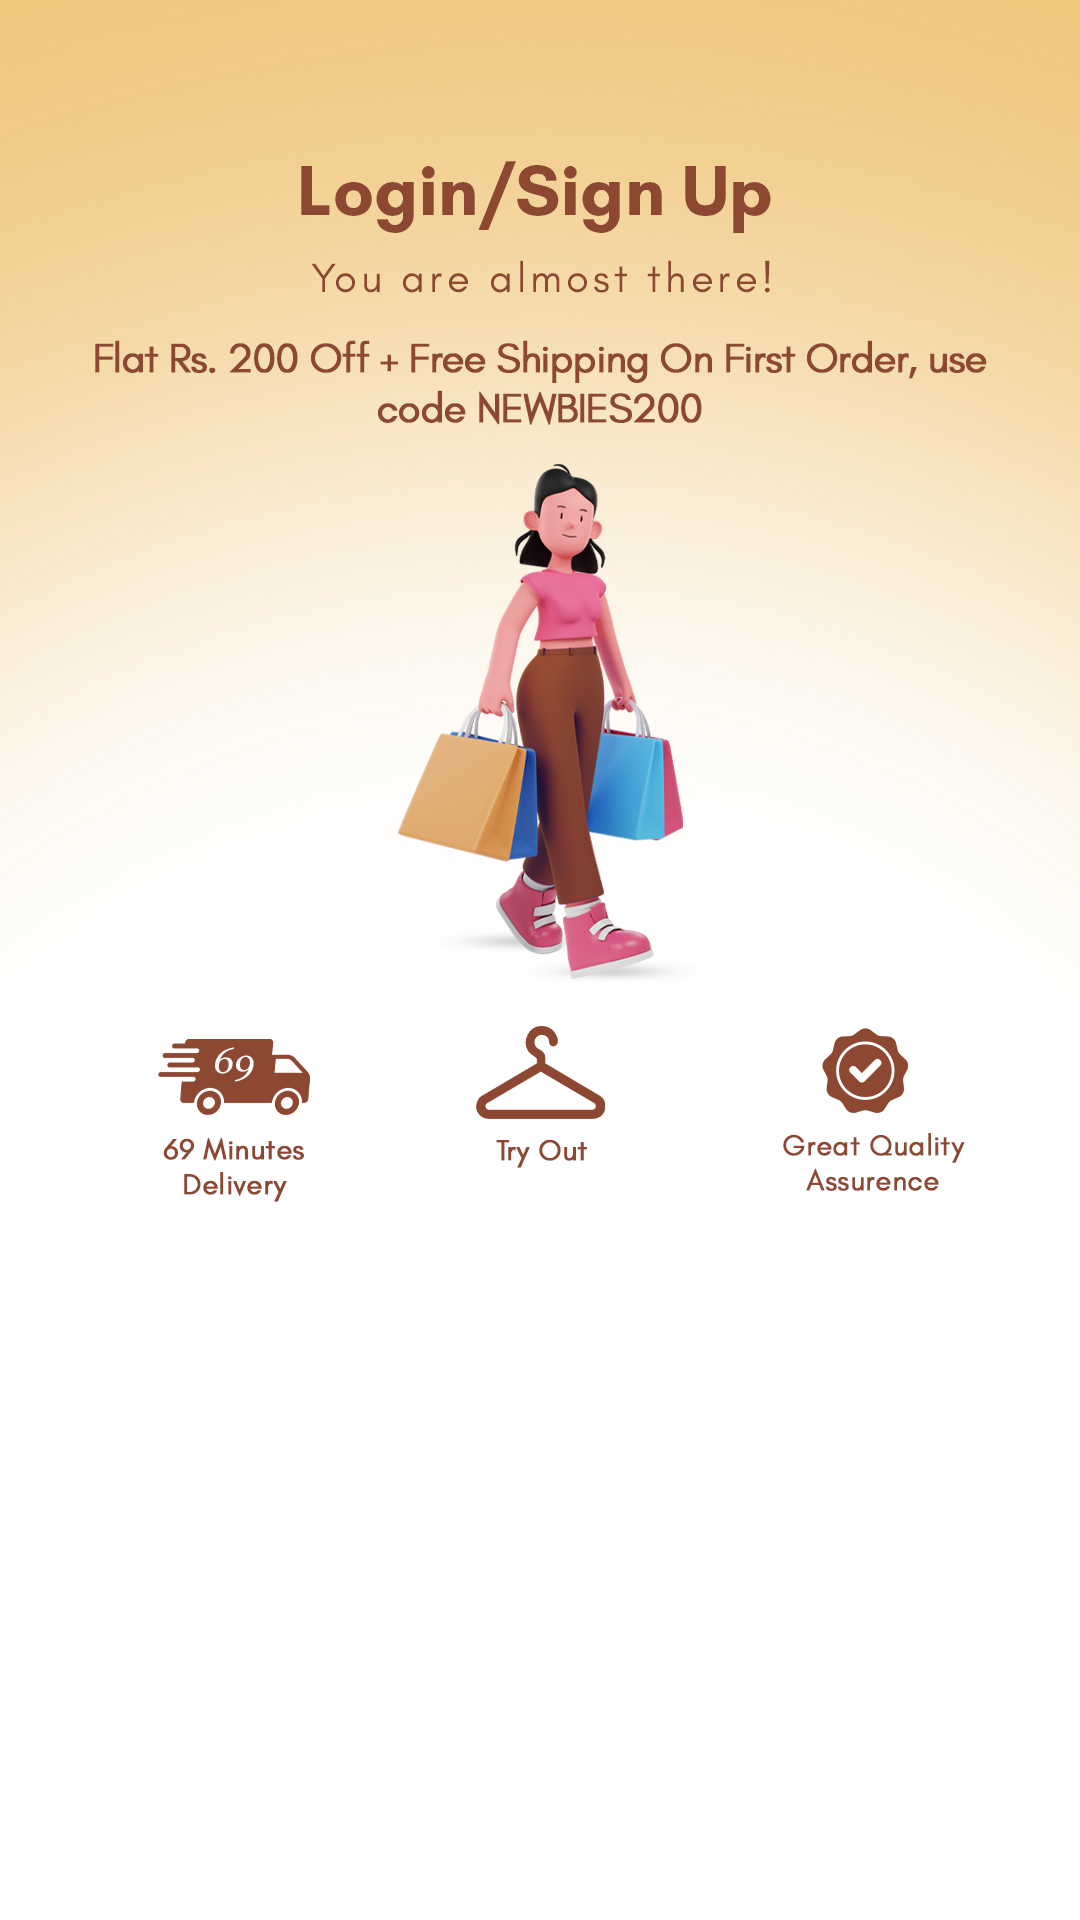 Login/Sign Up
You are almost there!
Flat Rs. 200 Off + Free Shipping On First Order, use
code NEWBIES200
69
69 Minutes
Delivery
Try Out
Great Quality
Assurence